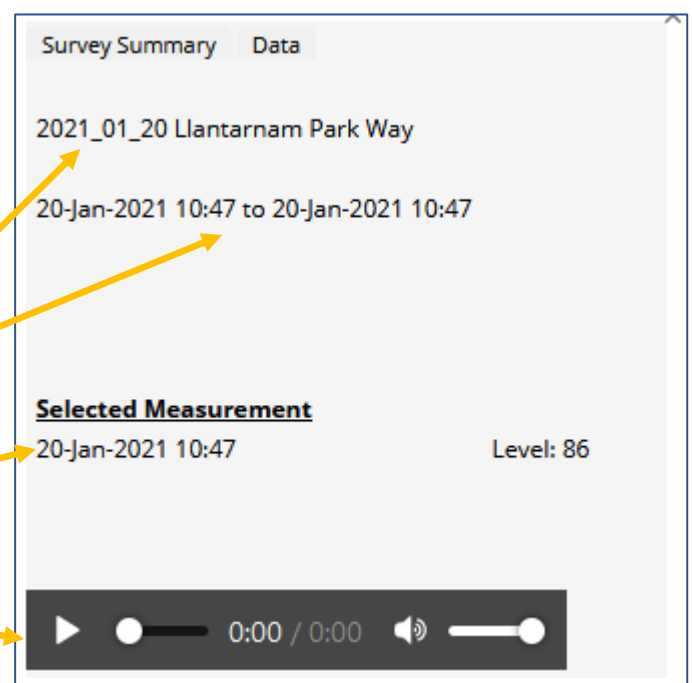 Survey Summary Data
2021_01_20 Llantarnam Park Way
20-Jan-2021 10:47 to 20-Jan-2021 10:47
Selected Measurement
20-Jan-2021 10:47 Level: 86
0:00 / 0:00